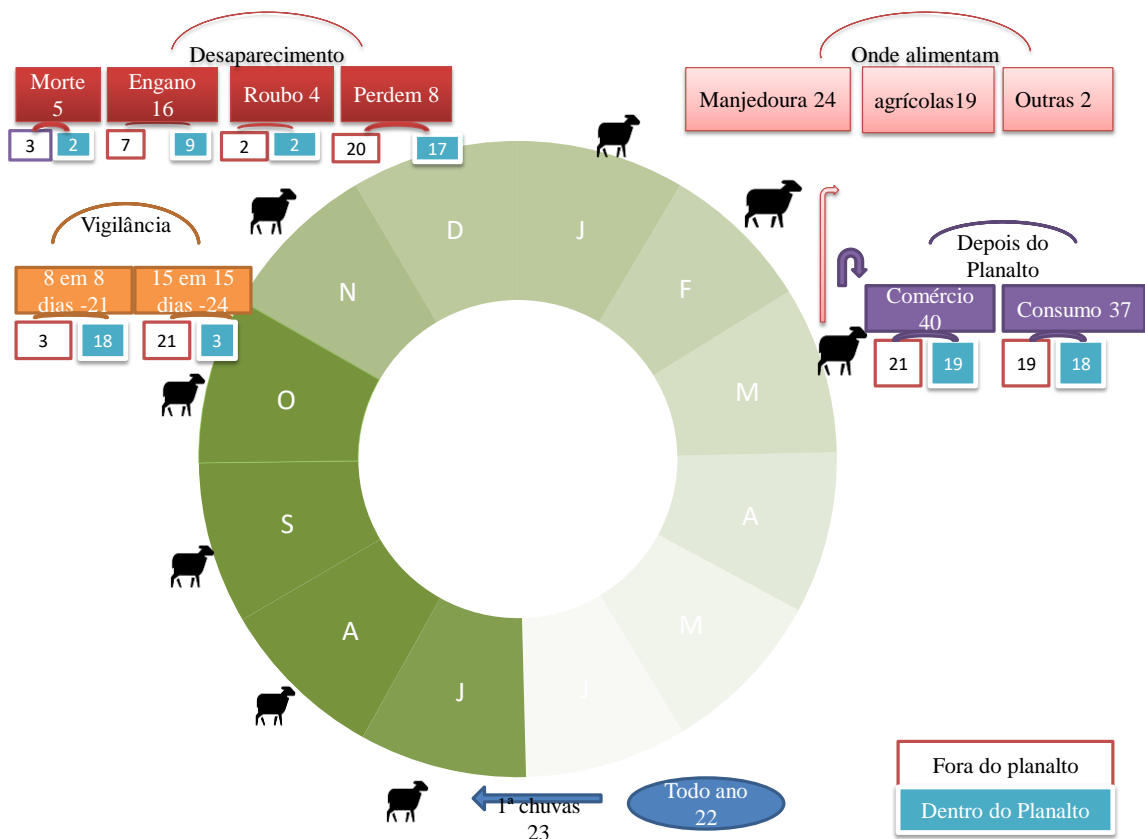 Desaparecimento
Morte
5
Engano
16
Roubo 4
Perdem 8
3
2
7
9
2
2
20
17
Onde alimentam
Manjedoura 24
agrícolas19
Outras 2
Vigilância
8 em 8
dias -21
15 em 15
dias -24
3
18
21
3
Depois do
Planalto
Comércio
40
Consumo 37
21
19
19
18
J
F
M
A
M
J
J
A
S
O
N
D
1ª chuvas
23
Todo ano
22
Fora do planalto
Dentro do Planalto